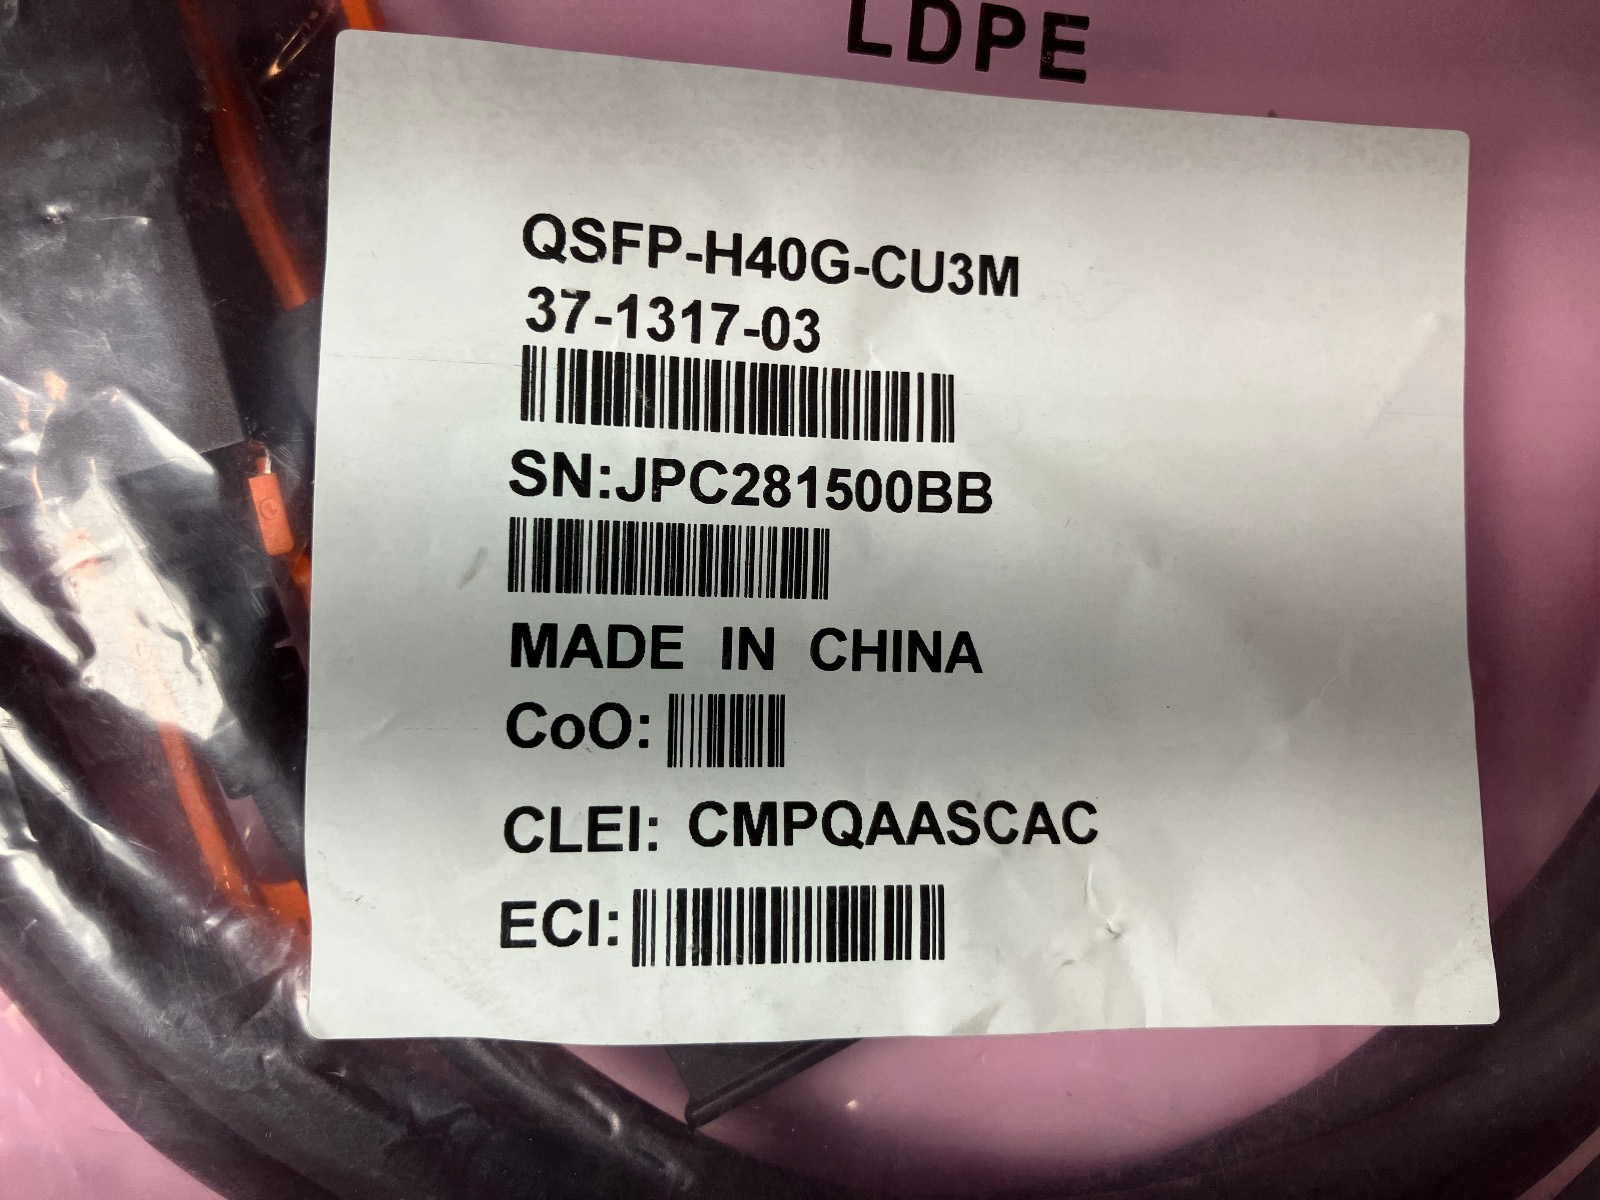 LDPE
QSFP-H40G-CU3M
37-1317-03
SN:JPC281500BB
MADE IN CHINA
CoO:
CLEI: CMPQAASCAC
ECI: